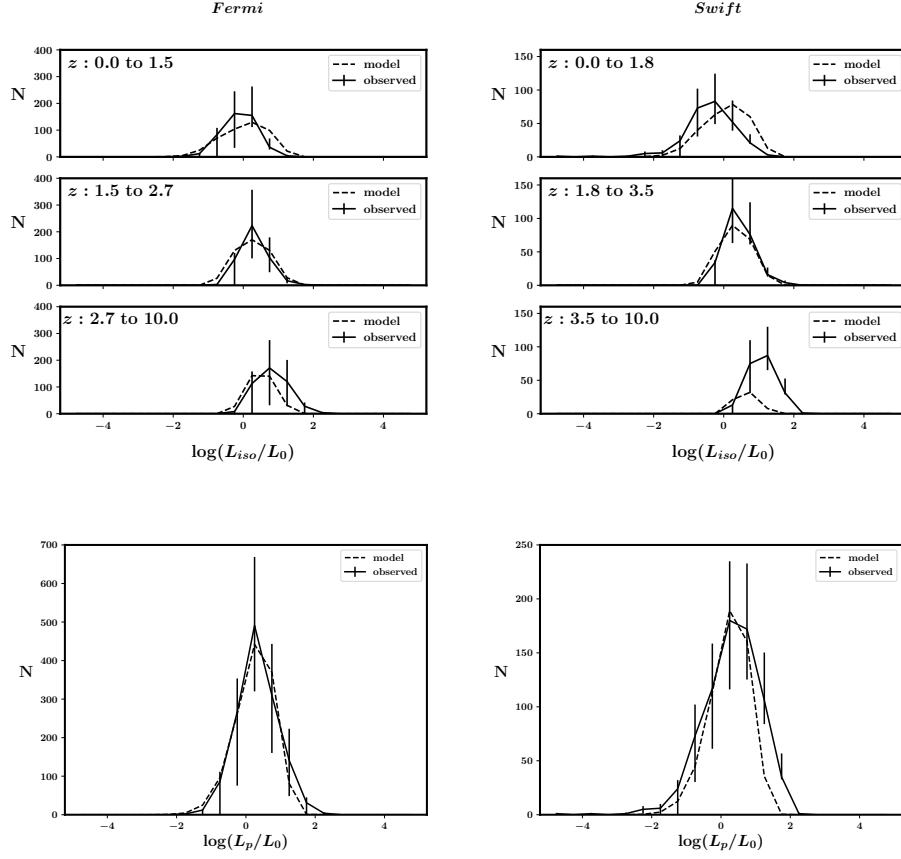 Fermi
Swift
z : 0.0 to 1.5
model
observed
N
400
300
200
100
0
z : 0.0 to 1.8
model
observed
N
150
100
50
0
z : 1.5 to 2.7
model
observed
N
400
300
200
100
0
z : 1.8 to 3.5
model
observed
N
150
100
50
0
z : 2.7 to 10.0
model
observed
N
400
300
200
100
0
−4 −2 0 2 4
log(L_{iso}/L_0)
z : 3.5 to 10.0
model
observed
N
150
100
50
0
−4 −2 0 2 4
log(L_{iso}/L_0)
model
observed
N
700
600
500
400
300
200
100
0
−4 −2 0 2 4
log(L_p/L_0)
model
observed
N
250
200
150
100
50
0
−4 −2 0 2 4
log(L_p/L_0)